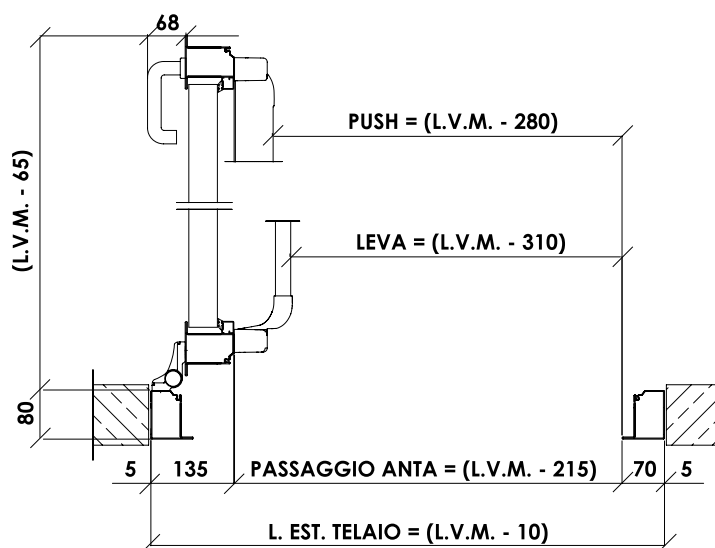 68
PUSH = (L.V.M. - 280)
(L.V.M. - 65)
LEVA = (L.V.M. - 310)
80
5
135
PASSAGGIO ANTA = (L.V.M. - 215)
70
5
L. EST. TELAIO = (L.V.M. - 10)